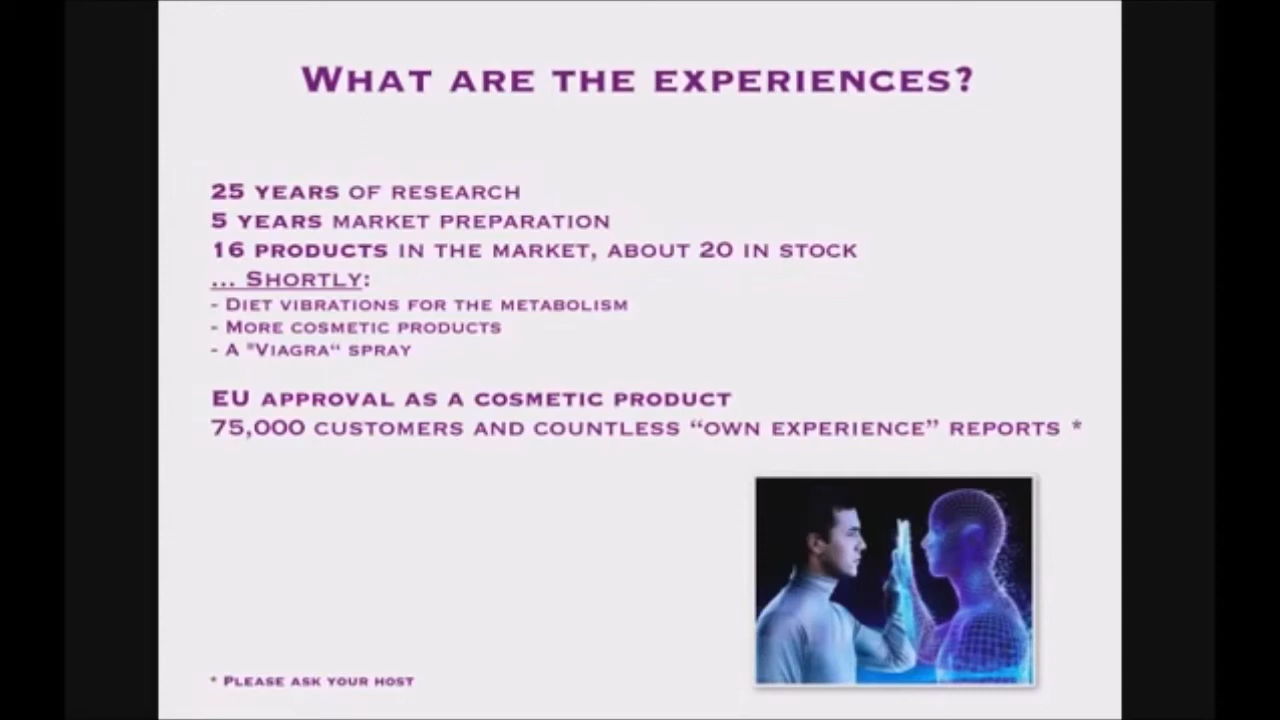 WHAT ARE THE EXPERIENCES?
25 YEARS OF RESEARCH
5 YEARS MARKET PREPARATION
16 PRODUCTS IN THE MARKET, ABOUT 20 IN STOCK
... SHORTLY:
- DIET VIBRATIONS FOR THE METABOLISM
- MORE COSMETIC PRODUCTS
- A "VIAGRA“ SPRAY
EU APPROVAL AS A COSMETIC PRODUCT
75,000 CUSTOMERS AND COUNTLESS “OWN EXPERIENCE” REPORTS *
* PLEASE ASK YOUR HOST